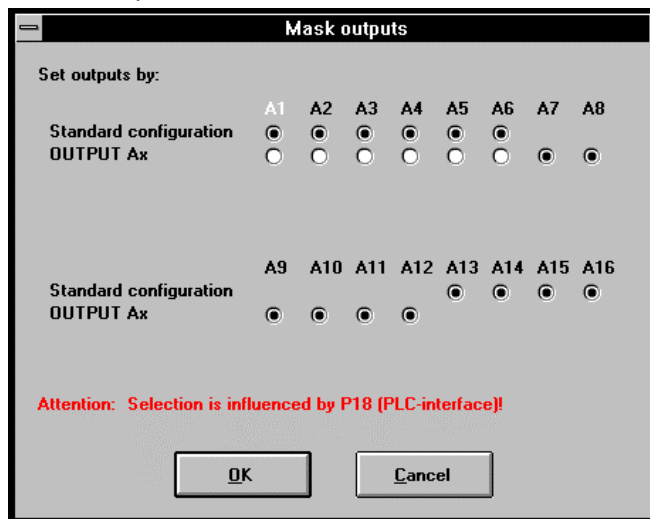 Mask outputs
Set outputs by:
A1 A2 A3 A4 A5 A6 A7 A8
Standard configuration
OUTPUT Ax
A9 A10 A11 A12 A13 A14 A15 A16
Standard configuration
OUTPUT Ax
Attention: Selection is influenced by P18 (PLC-interface)!
OK Cancel